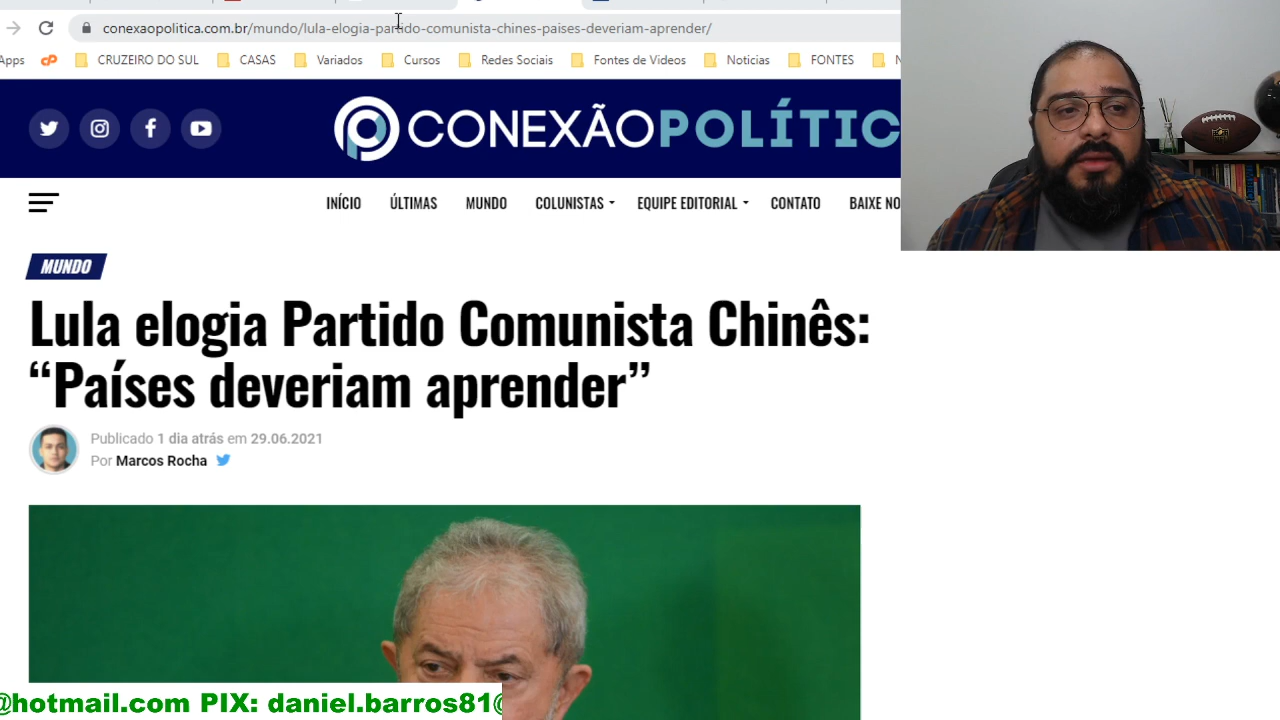 conexaopolitica.com.br/mundo/lula-elogia-partido-comunista-chines-paises-deveriam-aprender/
Apps CRUZEIRO DO SUL CASAS Variados Cursos Redes Sociais Fontes de Videos Noticias FONTES N
CONEXÃOPOLÍTIC
INÍCIO ÚLTIMAS MUNDO COLUNISTAS EQUIPE EDITORIAL CONTATO BAIXE NO
MUNDO
Lula elogia Partido Comunista Chinês:
“Países deveriam aprender”
Publicado 1 dia atrás em 29.06.2021
Por Marcos Rocha
@hotmail.com PIX: daniel.barros81@